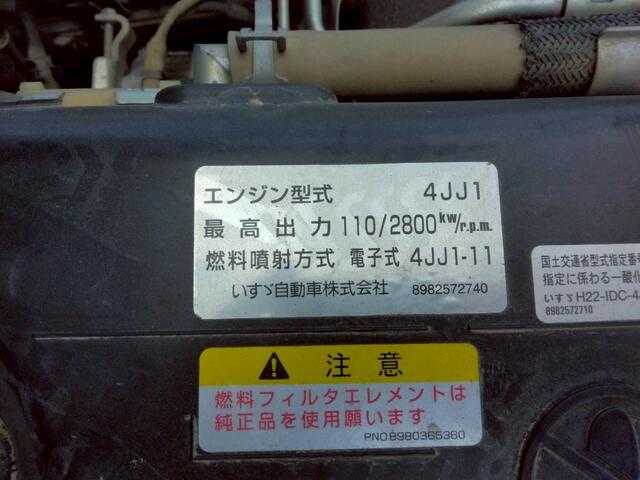 エンジン型式 4JJ1
最高出力 110/2800kw/r.p.m.
燃料噴射方式 電子式 4JJ1-11
いすゞ自動車株式会社 8982572740
国土交通省型式指定番
指定に係わる一酸化
いすゞH22-IDC-4
8982572710
注意
燃料フィルタエレメントは
純正品を使用願います
PNO8980365360